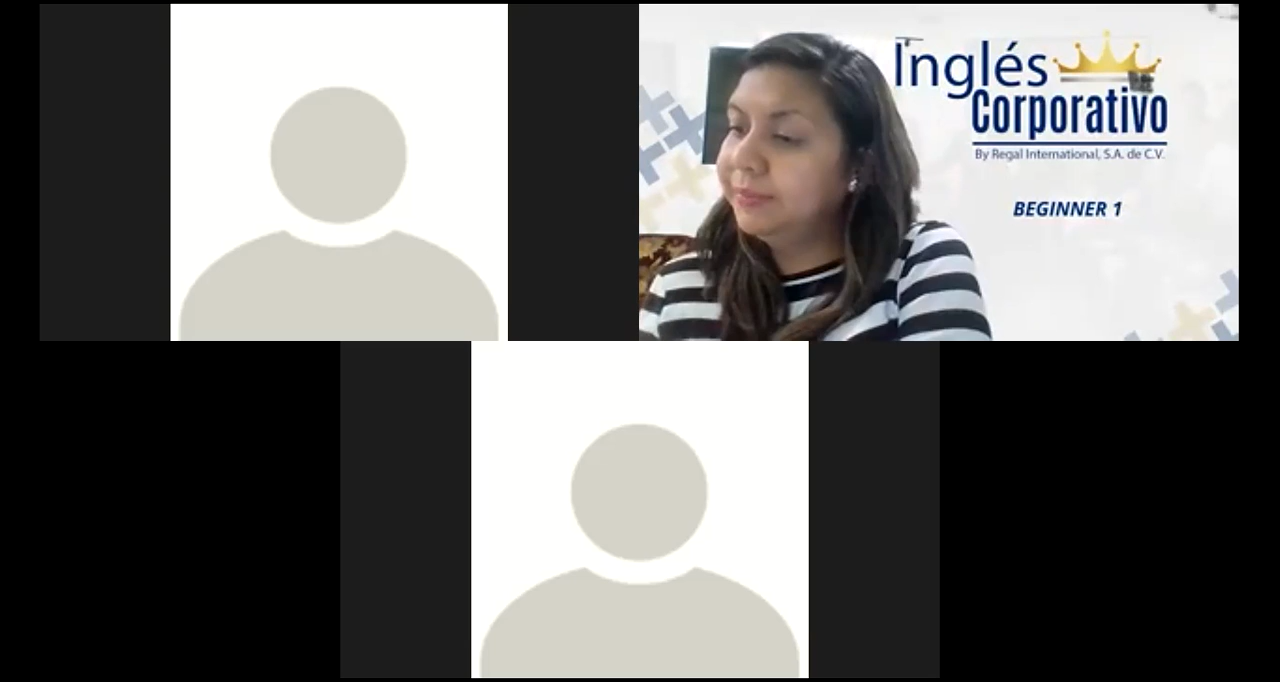 Inglés
Corporativo
By Regal International, S.A. de C.V.
BEGINNER 1